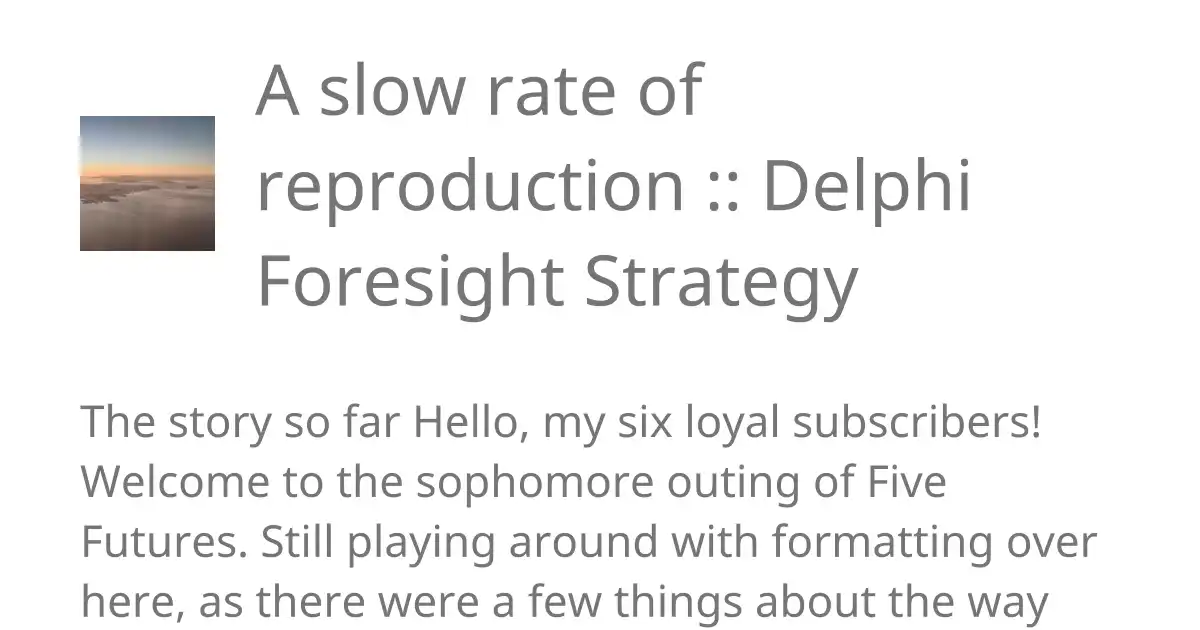 A slow rate of
reproduction :: Delphi
Foresight Strategy
The story so far Hello, my six loyal subscribers!
Welcome to the sophomore outing of Five
Futures. Still playing around with formatting over
here, as there were a few things about the way